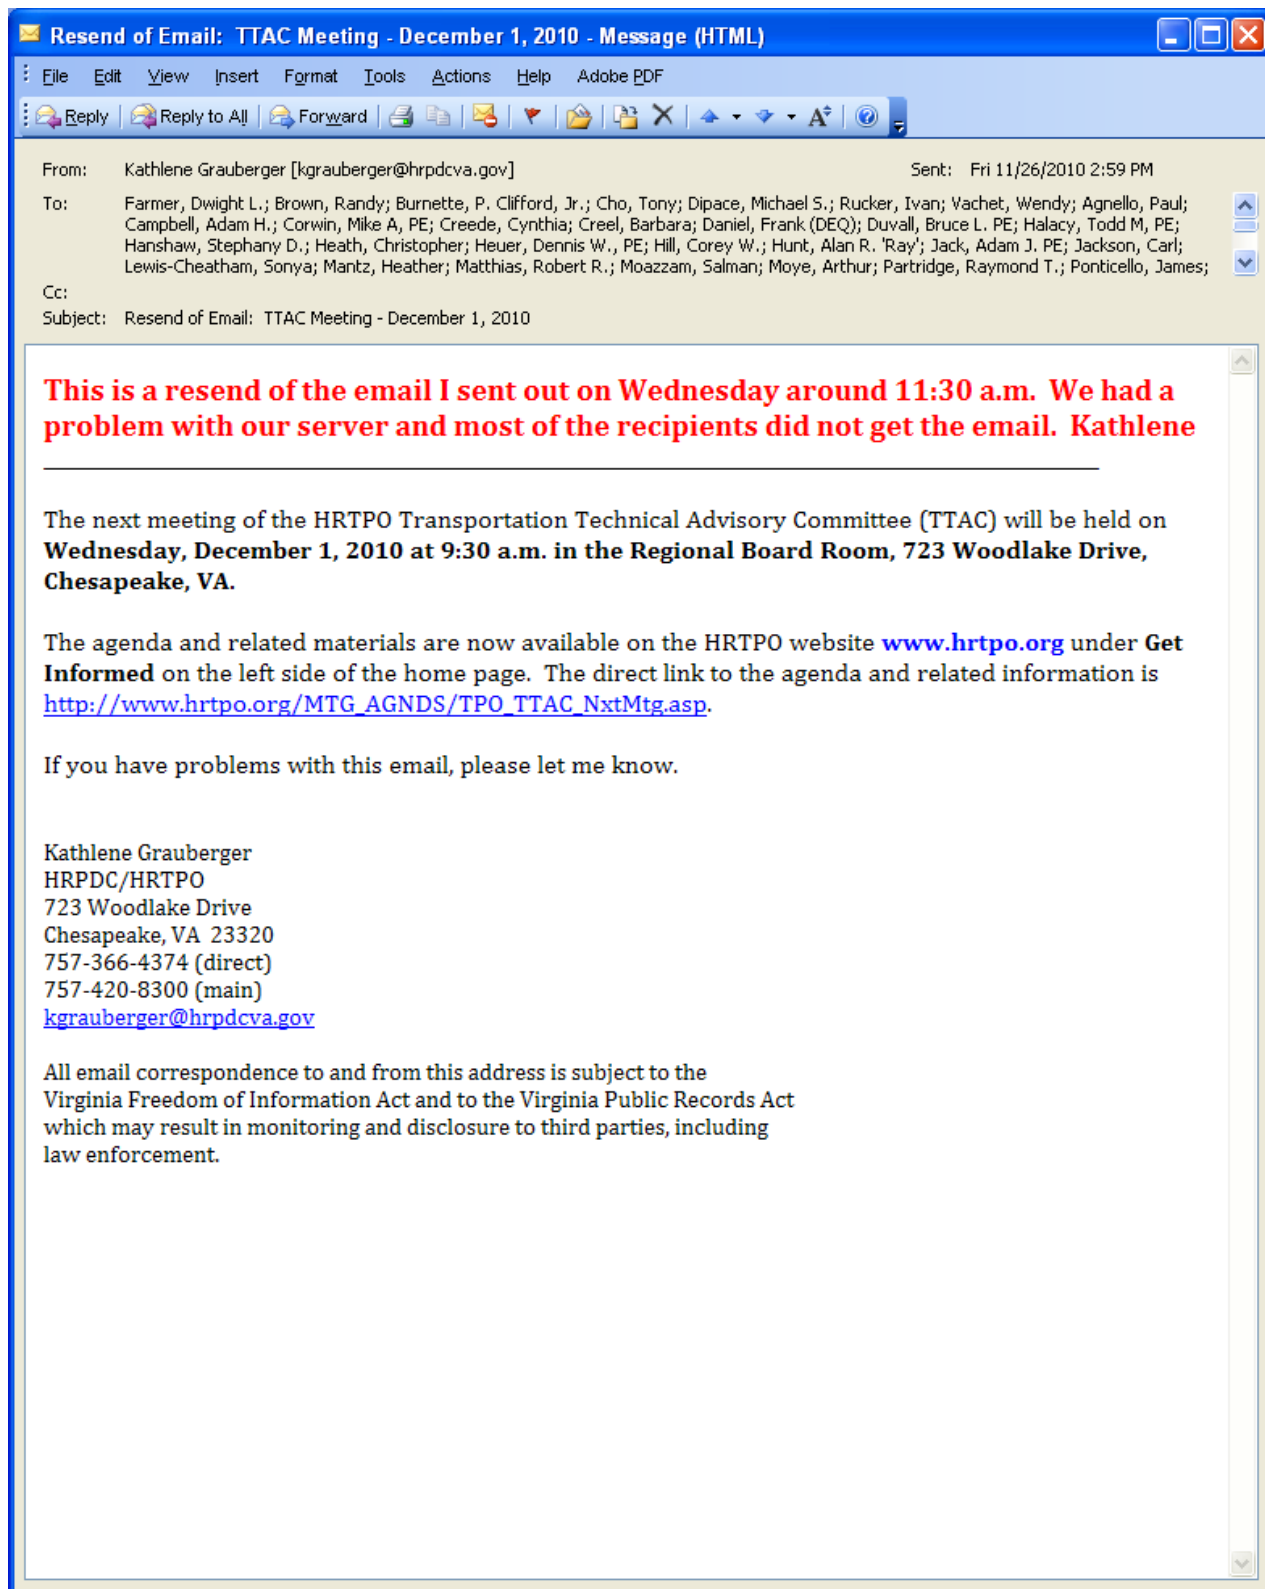 Resend of Email:  TTAC Meeting - December 1, 2010 - Message (HTML)
File Edit View Insert Format Tools Actions Help Adobe PDF
Reply Reply to All Forward
From: Kathlene Grauberger [kgrauberger@hrpdcva.gov] Sent: Fri 11/26/2010 2:59 PM
To: Farmer, Dwight L.; Brown, Randy; Burnette, P. Clifford, Jr.; Cho, Tony; Dipace, Michael S.; Rucker, Ivan; Vachet, Wendy; Agnello, Paul;
Campbell, Adam H.; Corwin, Mike A, PE; Creede, Cynthia; Creel, Barbara; Daniel, Frank (DEQ); Duvall, Bruce L. PE; Halacy, Todd M, PE;
Hanshaw, Stephany D.; Heath, Christopher; Heuer, Dennis W., PE; Hill, Corey W.; Hunt, Alan R. 'Ray'; Jack, Adam J. PE; Jackson, Carl;
Lewis-Cheatham, Sonya; Mantz, Heather; Matthias, Robert R.; Moazzam, Salman; Moye, Arthur; Partridge, Raymond T.; Ponticello, James;
Cc:
Subject: Resend of Email:  TTAC Meeting - December 1, 2010
This is a resend of the email I sent out on Wednesday around 11:30 a.m.  We had a
problem with our server and most of the recipients did not get the email.  Kathlene
The next meeting of the HRTPO Transportation Technical Advisory Committee (TTAC) will be held on
Wednesday, December 1, 2010 at 9:30 a.m. in the Regional Board Room, 723 Woodlake Drive,
Chesapeake, VA.
The agenda and related materials are now available on the HRTPO website www.hrtpo.org under Get
Informed on the left side of the home page.  The direct link to the agenda and related information is
http://www.hrtpo.org/MTG_AGNDS/TPO_TTAC_NxtMtg.asp.
If you have problems with this email, please let me know.
Kathlene Grauberger
HRPDC/HRTPO
723 Woodlake Drive
Chesapeake, VA  23320
757-366-4374 (direct)
757-420-8300 (main)
kgrauberger@hrpdcva.gov
All email correspondence to and from this address is subject to the
Virginia Freedom of Information Act and to the Virginia Public Records Act
which may result in monitoring and disclosure to third parties, including
law enforcement.